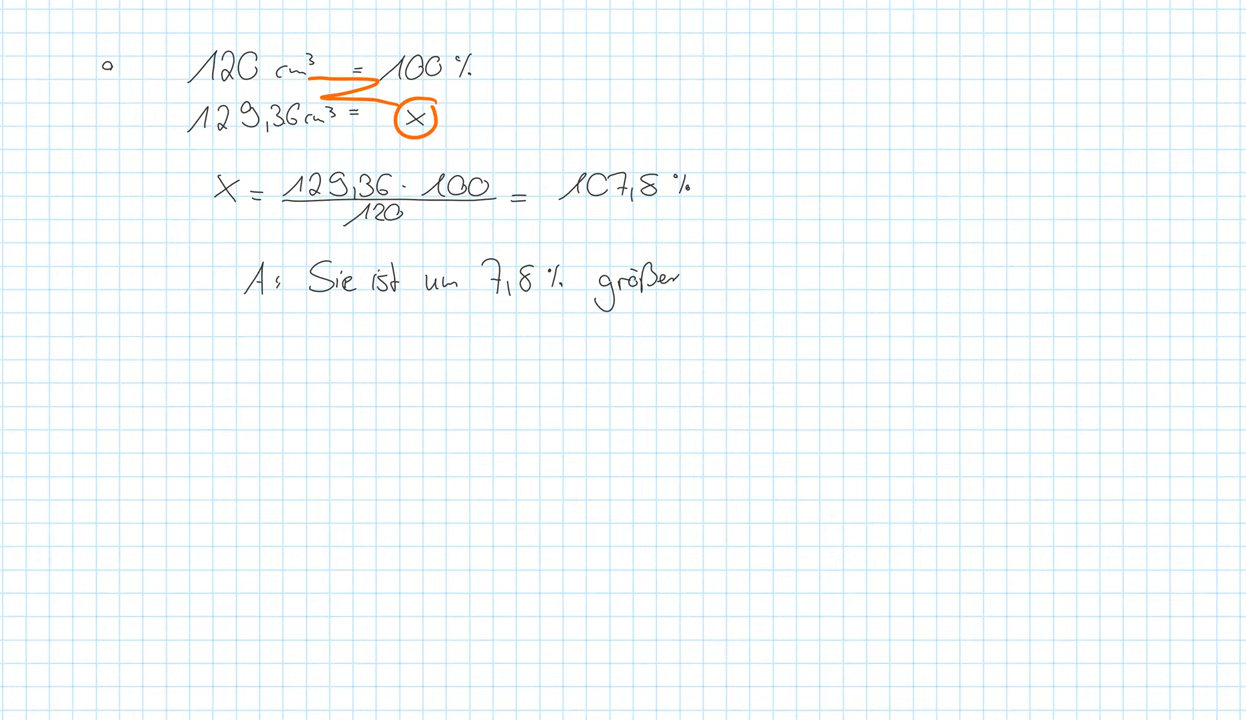 120 cm³ = 100 %
129,36 cm³ = x
x = 129,36 · 100 / 120 = 107,8 %
A: Sie ist um 7,8 % größer